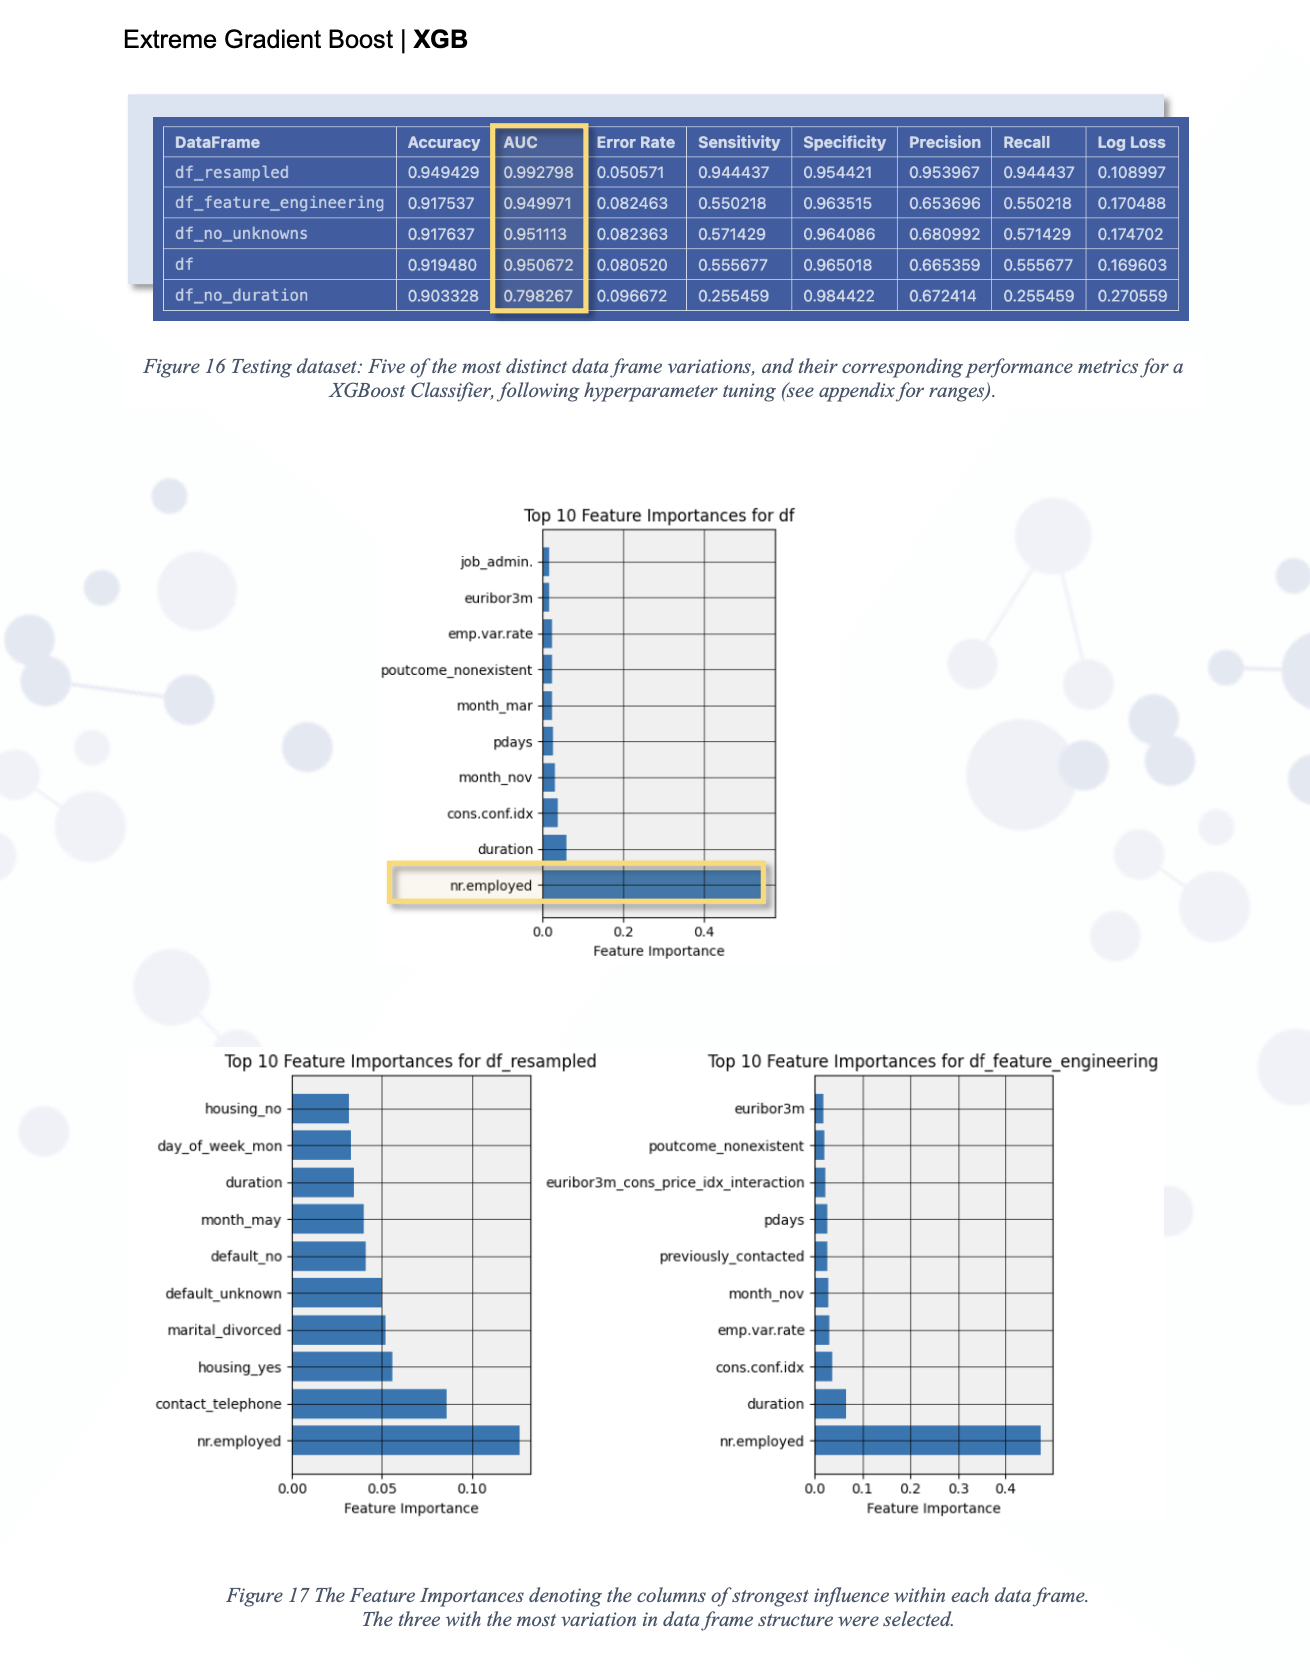 Extreme Gradient Boost | XGB
DataFrame Accuracy AUC Error Rate Sensitivity Specificity Precision Recall Log Loss
df_resampled 0.949429 0.992798 0.050571 0.944437 0.954421 0.953967 0.944437 0.108997
df_feature_engineering 0.917537 0.949971 0.082463 0.550218 0.963515 0.653696 0.550218 0.170488
df_no_unknowns 0.917637 0.951113 0.082363 0.571429 0.964086 0.680992 0.571429 0.174702
df 0.919480 0.950672 0.080520 0.555677 0.965018 0.665359 0.555677 0.169603
df_no_duration 0.903328 0.798267 0.096672 0.255459 0.984422 0.672414 0.255459 0.270559
Figure 16 Testing dataset: Five of the most distinct data frame variations, and their corresponding performance metrics for a
XGBoost Classifier, following hyperparameter tuning (see appendix for ranges).
Top 10 Feature Importances for df
job_admin.
euribor3m
emp.var.rate
poutcome_nonexistent
month_mar
pdays
month_nov
cons.conf.idx
duration
nr.employed
0.0 0.2 0.4
Feature Importance
Top 10 Feature Importances for df_resampled
housing_no
day_of_week_mon
duration
month_may
default_no
default_unknown
marital_divorced
housing_yes
contact_telephone
nr.employed
0.00 0.05 0.10
Feature Importance
Top 10 Feature Importances for df_feature_engineering
euribor3m
poutcome_nonexistent
euribor3m_cons_price_idx_interaction
pdays
previously_contacted
month_nov
emp.var.rate
cons.conf.idx
duration
nr.employed
0.0 0.1 0.2 0.3 0.4
Feature Importance
Figure 17 The Feature Importances denoting the columns of strongest influence within each data frame.
The three with the most variation in data frame structure were selected.